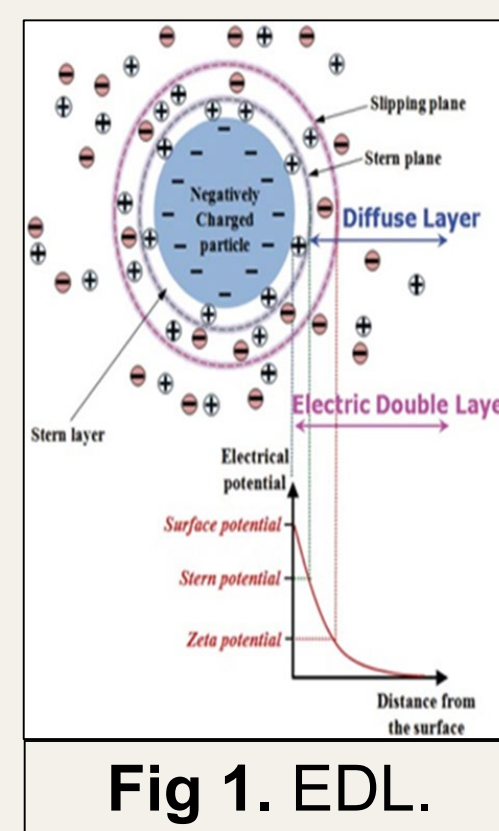 Slipping plane
Stern plane
Negatively
Charged
particle
Diffuse Layer
Electric Double Laye
Stern layer
Electrical
potential
Surface potential
Stern potential
Zeta potential
Distance from
the surface
Fig 1. EDL.